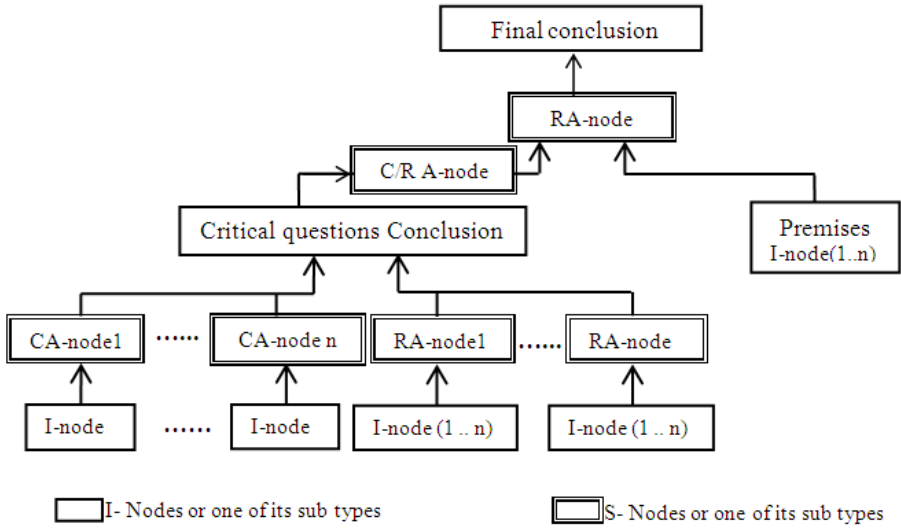 Final conclusion
RA-node
C/R A-node
Critical questions Conclusion
Premises
I-node(1..n)
CA-node1
......
CA-node n
RA-node1
......
RA-node
I-node
......
I-node
I-node (1 .. n)
I-node (1 .. n)
I- Nodes or one of its sub types
S- Nodes or one of its sub types